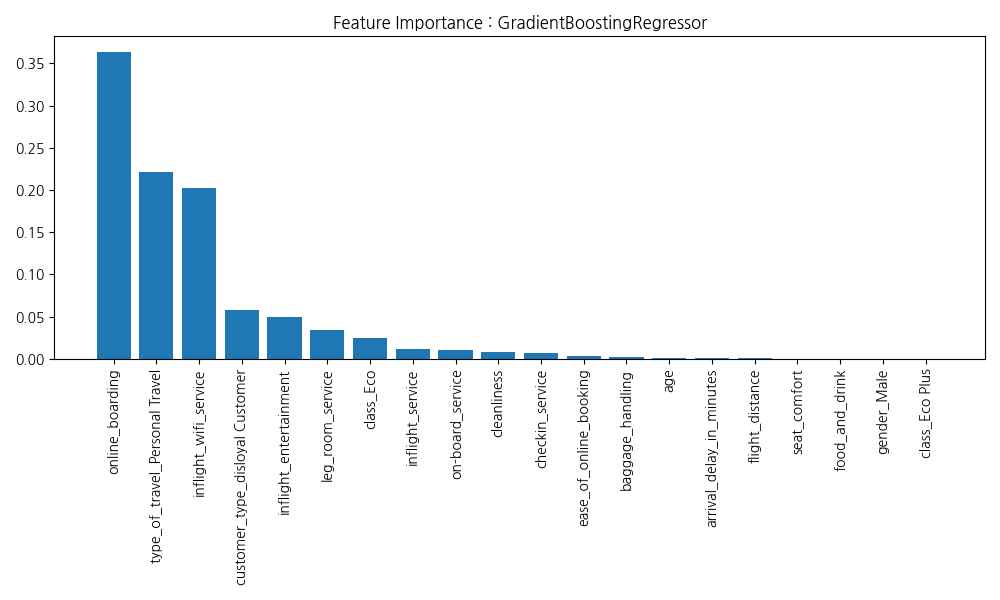 Feature Importance : GradientBoostingRegressor
0.35
0.30
0.25
0.20
0.15
0.10
0.05
0.00
online_boarding
type_of_travel_Personal Travel
inflight_wifi_service
customer_type_disloyal Customer
inflight_entertainment
leg_room_service
class_Eco
inflight_service
on-board_service
cleanliness
checkin_service
ease_of_online_booking
baggage_handling
age
arrival_delay_in_minutes
flight_distance
seat_comfort
food_and_drink
gender_Male
class_Eco Plus